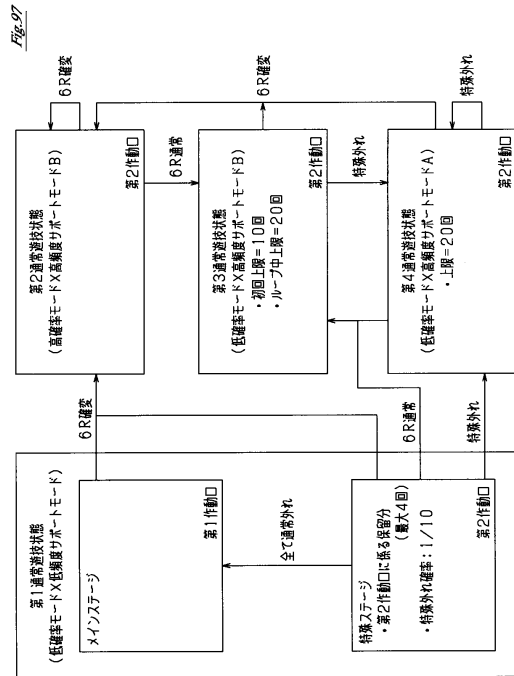 Fig.97
第1通常遊技状態
(低確率モード×低頻度サポートモード)
メインステージ
第1作動口
全て通常外れ
特殊ステージ
・第2作動口に係る保留分
(最大4回)
・特殊外れ確率:1/10
第2作動口
6R確変
6R通常
特殊外れ
第2通常遊技状態
(高確率モード×高頻度サポートモードB)
第2作動口
6R確変
6R通常
第3通常遊技状態
(低確率モード×高頻度サポートモードB)
・初回上限=10回
・ループ中上限=20回
第2作動口
6R確変
特殊外れ
第4通常遊技状態
(低確率モード×高頻度サポートモードA)
・上限=20回
第2作動口
特殊外れ